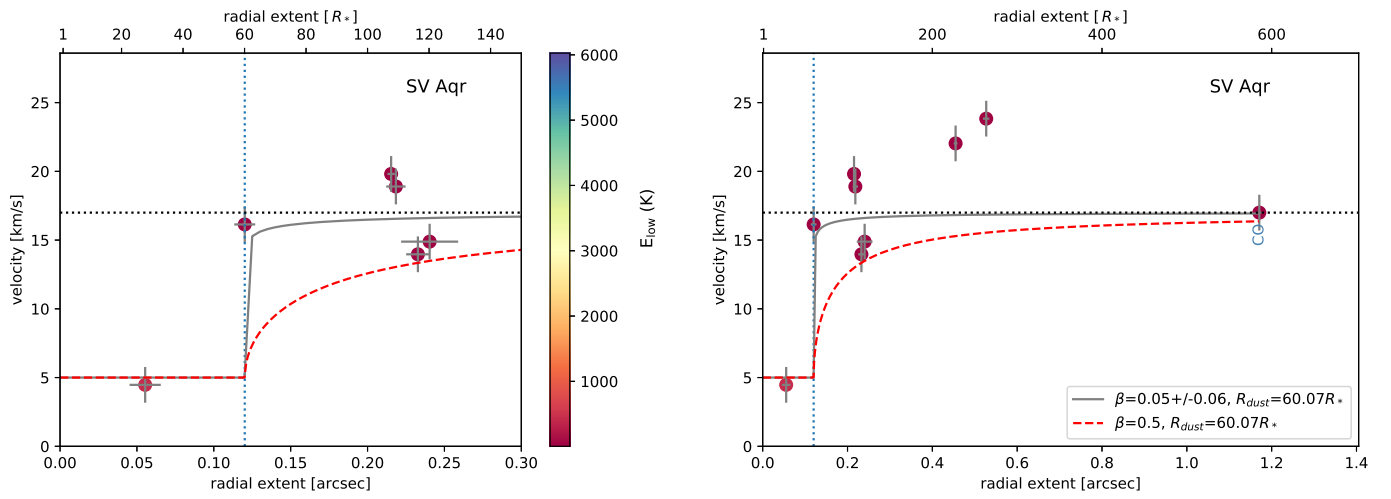 radial extent [R*]
1 20 40 60 80 100 120 140
SV Aqr
velocity [km/s]
25
20
15
10
5
0
0.00 0.05 0.10 0.15 0.20 0.25 0.30
radial extent [arcsec]
6000
5000
4000
3000
2000
1000
E_low (K)
radial extent [R*]
1 200 400 600
SV Aqr
velocity [km/s]
25
20
15
10
5
0
CO
β=0.05+/-0.06, R_dust=60.07R*
β=0.5, R_dust=60.07R*
0.0 0.2 0.4 0.6 0.8 1.0 1.2 1.4
radial extent [arcsec]